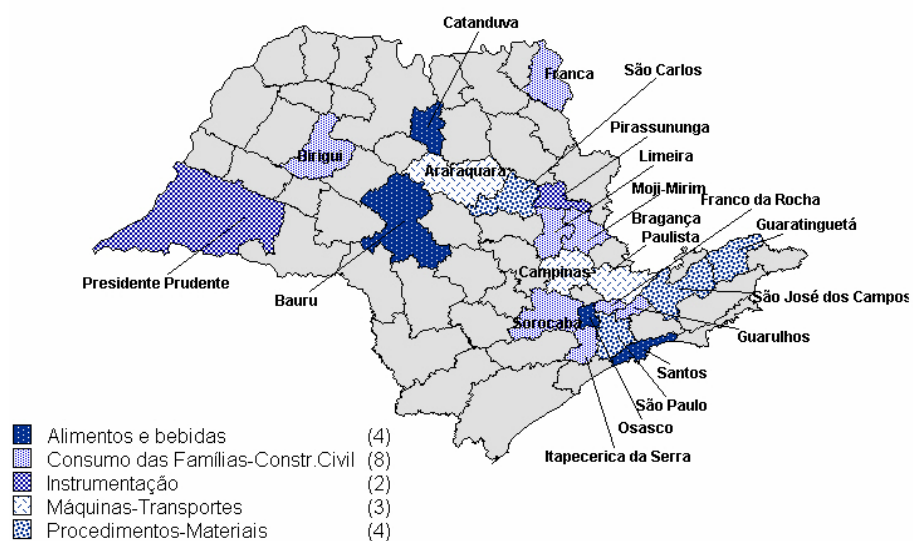 Catanduva
Franca
São Carlos
Pirassununga
Limeira
Birigui
Araraquara
Moji-Mirim
Franco da Rocha
Bragança
Paulista
Guaratinguetá
Campinas
Presidente Prudente
Bauru
São José dos Campos
Sorocaba
Guarulhos
Santos
São Paulo
Osasco
Itapecerica da Serra
Alimentos e bebidas (4)
Consumo das Famílias-Constr.Civil (8)
Instrumentação (2)
Máquinas-Transportes (3)
Procedimentos-Materiais (4)